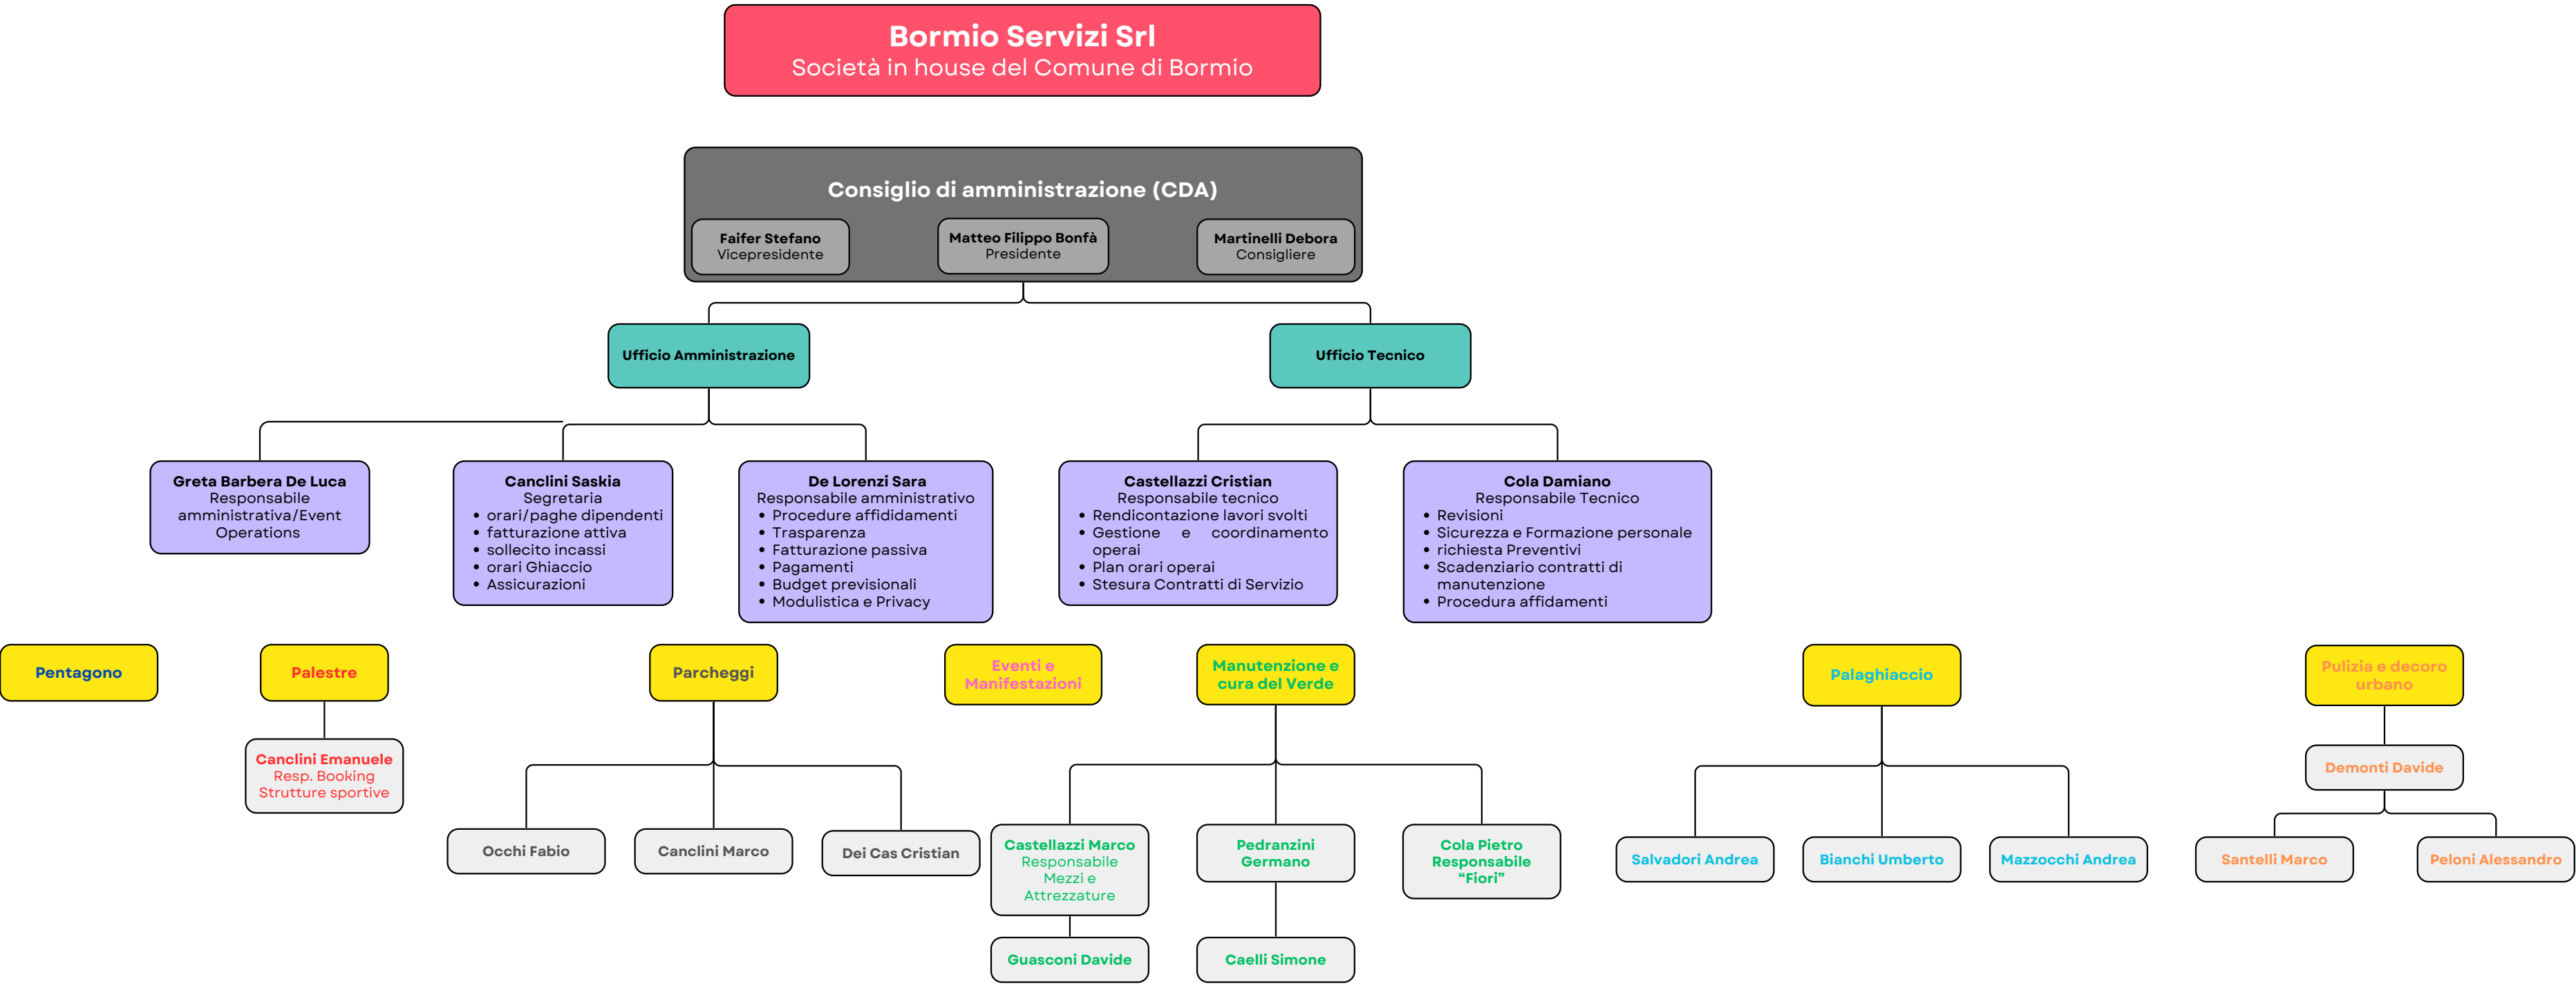 Bormio Servizi Srl
Società in house del Comune di Bormio
Consiglio di amministrazione (CDA)
Faifer Stefano
Vicepresidente
Matteo Filippo Bonfà
Presidente
Martinelli Debora
Consigliere
Ufficio Amministrazione
Ufficio Tecnico
Greta Barbera De Luca
Responsabile
amministrativa/Event
Operations
Canclini Saskia
Segretaria
• orari/paghe dipendenti
• fatturazione attiva
• sollecito incassi
• orari Ghiaccio
• Assicurazioni
De Lorenzi Sara
Responsabile amministrativo
• Procedure affididamenti
• Trasparenza
• Fatturazione passiva
• Pagamenti
• Budget previsionali
• Modulistica e Privacy
Castellazzi Cristian
Responsabile tecnico
• Rendicontazione lavori svolti
• Gestione e coordinamento
operai
• Plan orari operai
• Stesura Contratti di Servizio
Cola Damiano
Responsabile Tecnico
• Revisioni
• Sicurezza e Formazione personale
• richiesta Preventivi
• Scadenziario contratti di
manutenzione
• Procedura affidamenti
Pentagono
Palestre
Parcheggi
Eventi e
Manifestazioni
Manutenzione e
cura del Verde
Palaghiaccio
Pulizia e decoro
urbano
Canclini Emanuele
Resp. Booking
Strutture sportive
Occhi Fabio
Canclini Marco
Dei Cas Cristian
Castellazzi Marco
Responsabile
Mezzi e
Attrezzature
Pedranzini
Germano
Cola Pietro
Responsabile
“Fiori”
Salvadori Andrea
Bianchi Umberto
Mazzocchi Andrea
Demonti Davide
Santelli Marco
Peloni Alessandro
Guasconi Davide
Caelli Simone